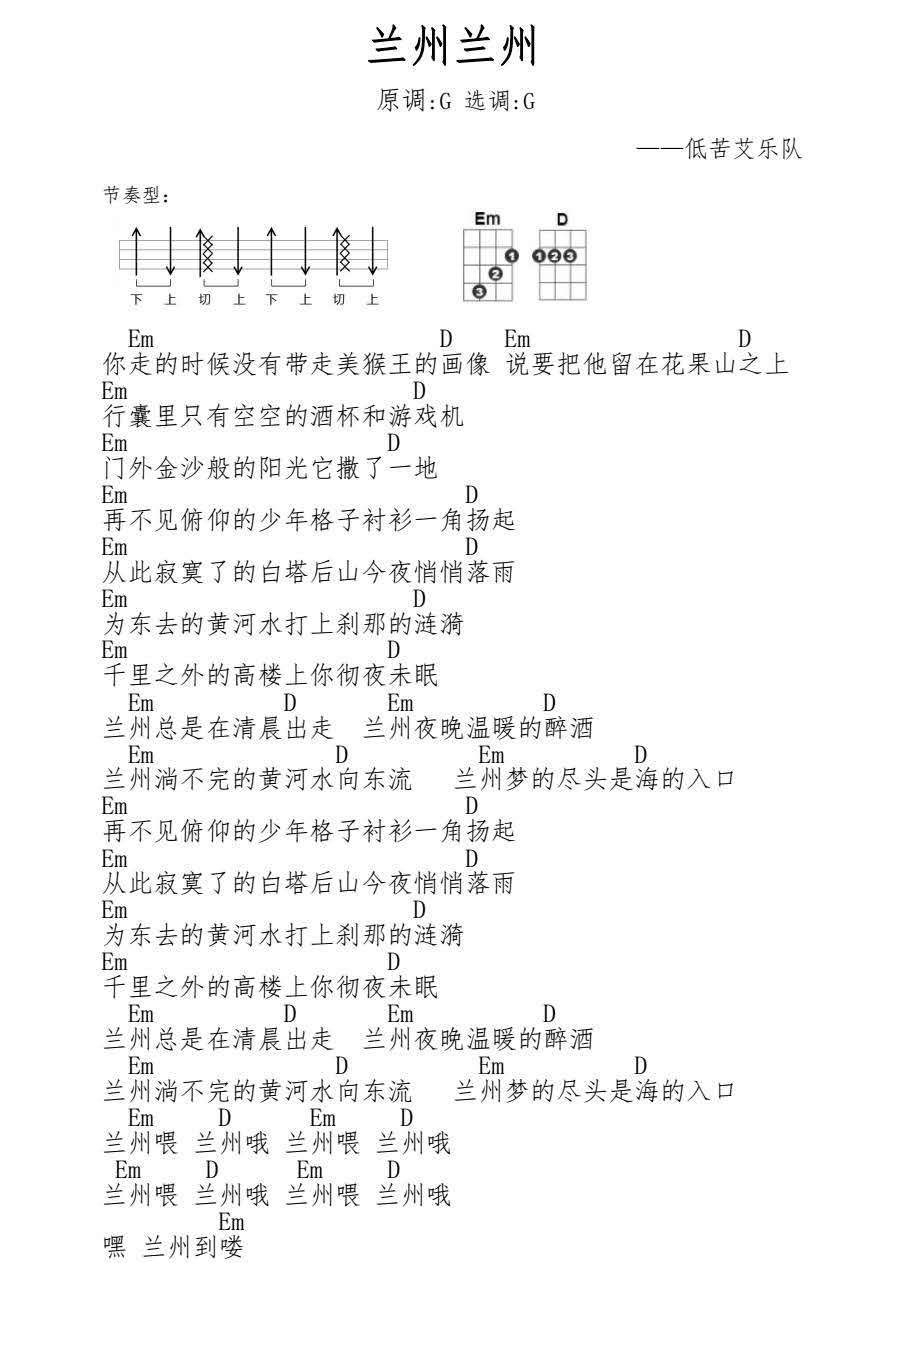 兰州兰州
原调:G 选调:G
——低苦艾乐队
节奏型:
Em D
1 1 2 3
2
3
下 上 切 上 下 上 切 上
Em D Em D
你走的时候没有带走美猴王的画像 说要把他留在花果山之上
Em D
行囊里只有空空的酒杯和游戏机
Em D
门外金沙般的阳光它撒了一地
Em D
再不见俯仰的少年格子衬衫一角扬起
Em D
从此寂寞了的白塔后山今夜悄悄落雨
Em D
为东去的黄河水打上刹那的涟漪
Em D
千里之外的高楼上你彻夜未眠
Em D Em D
兰州总是在清晨出走 兰州夜晚温暖的醉酒
Em D Em D
兰州淌不完的黄河水向东流 兰州梦的尽头是海的入口
Em D
再不见俯仰的少年格子衬衫一角扬起
Em D
从此寂寞了的白塔后山今夜悄悄落雨
Em D
为东去的黄河水打上刹那的涟漪
Em D
千里之外的高楼上你彻夜未眠
Em D Em D
兰州总是在清晨出走 兰州夜晚温暖的醉酒
Em D Em D
兰州淌不完的黄河水向东流 兰州梦的尽头是海的入口
Em D Em D
兰州喂 兰州哦 兰州喂 兰州哦
Em D Em D
兰州喂 兰州哦 兰州喂 兰州哦
Em
嘿 兰州到喽